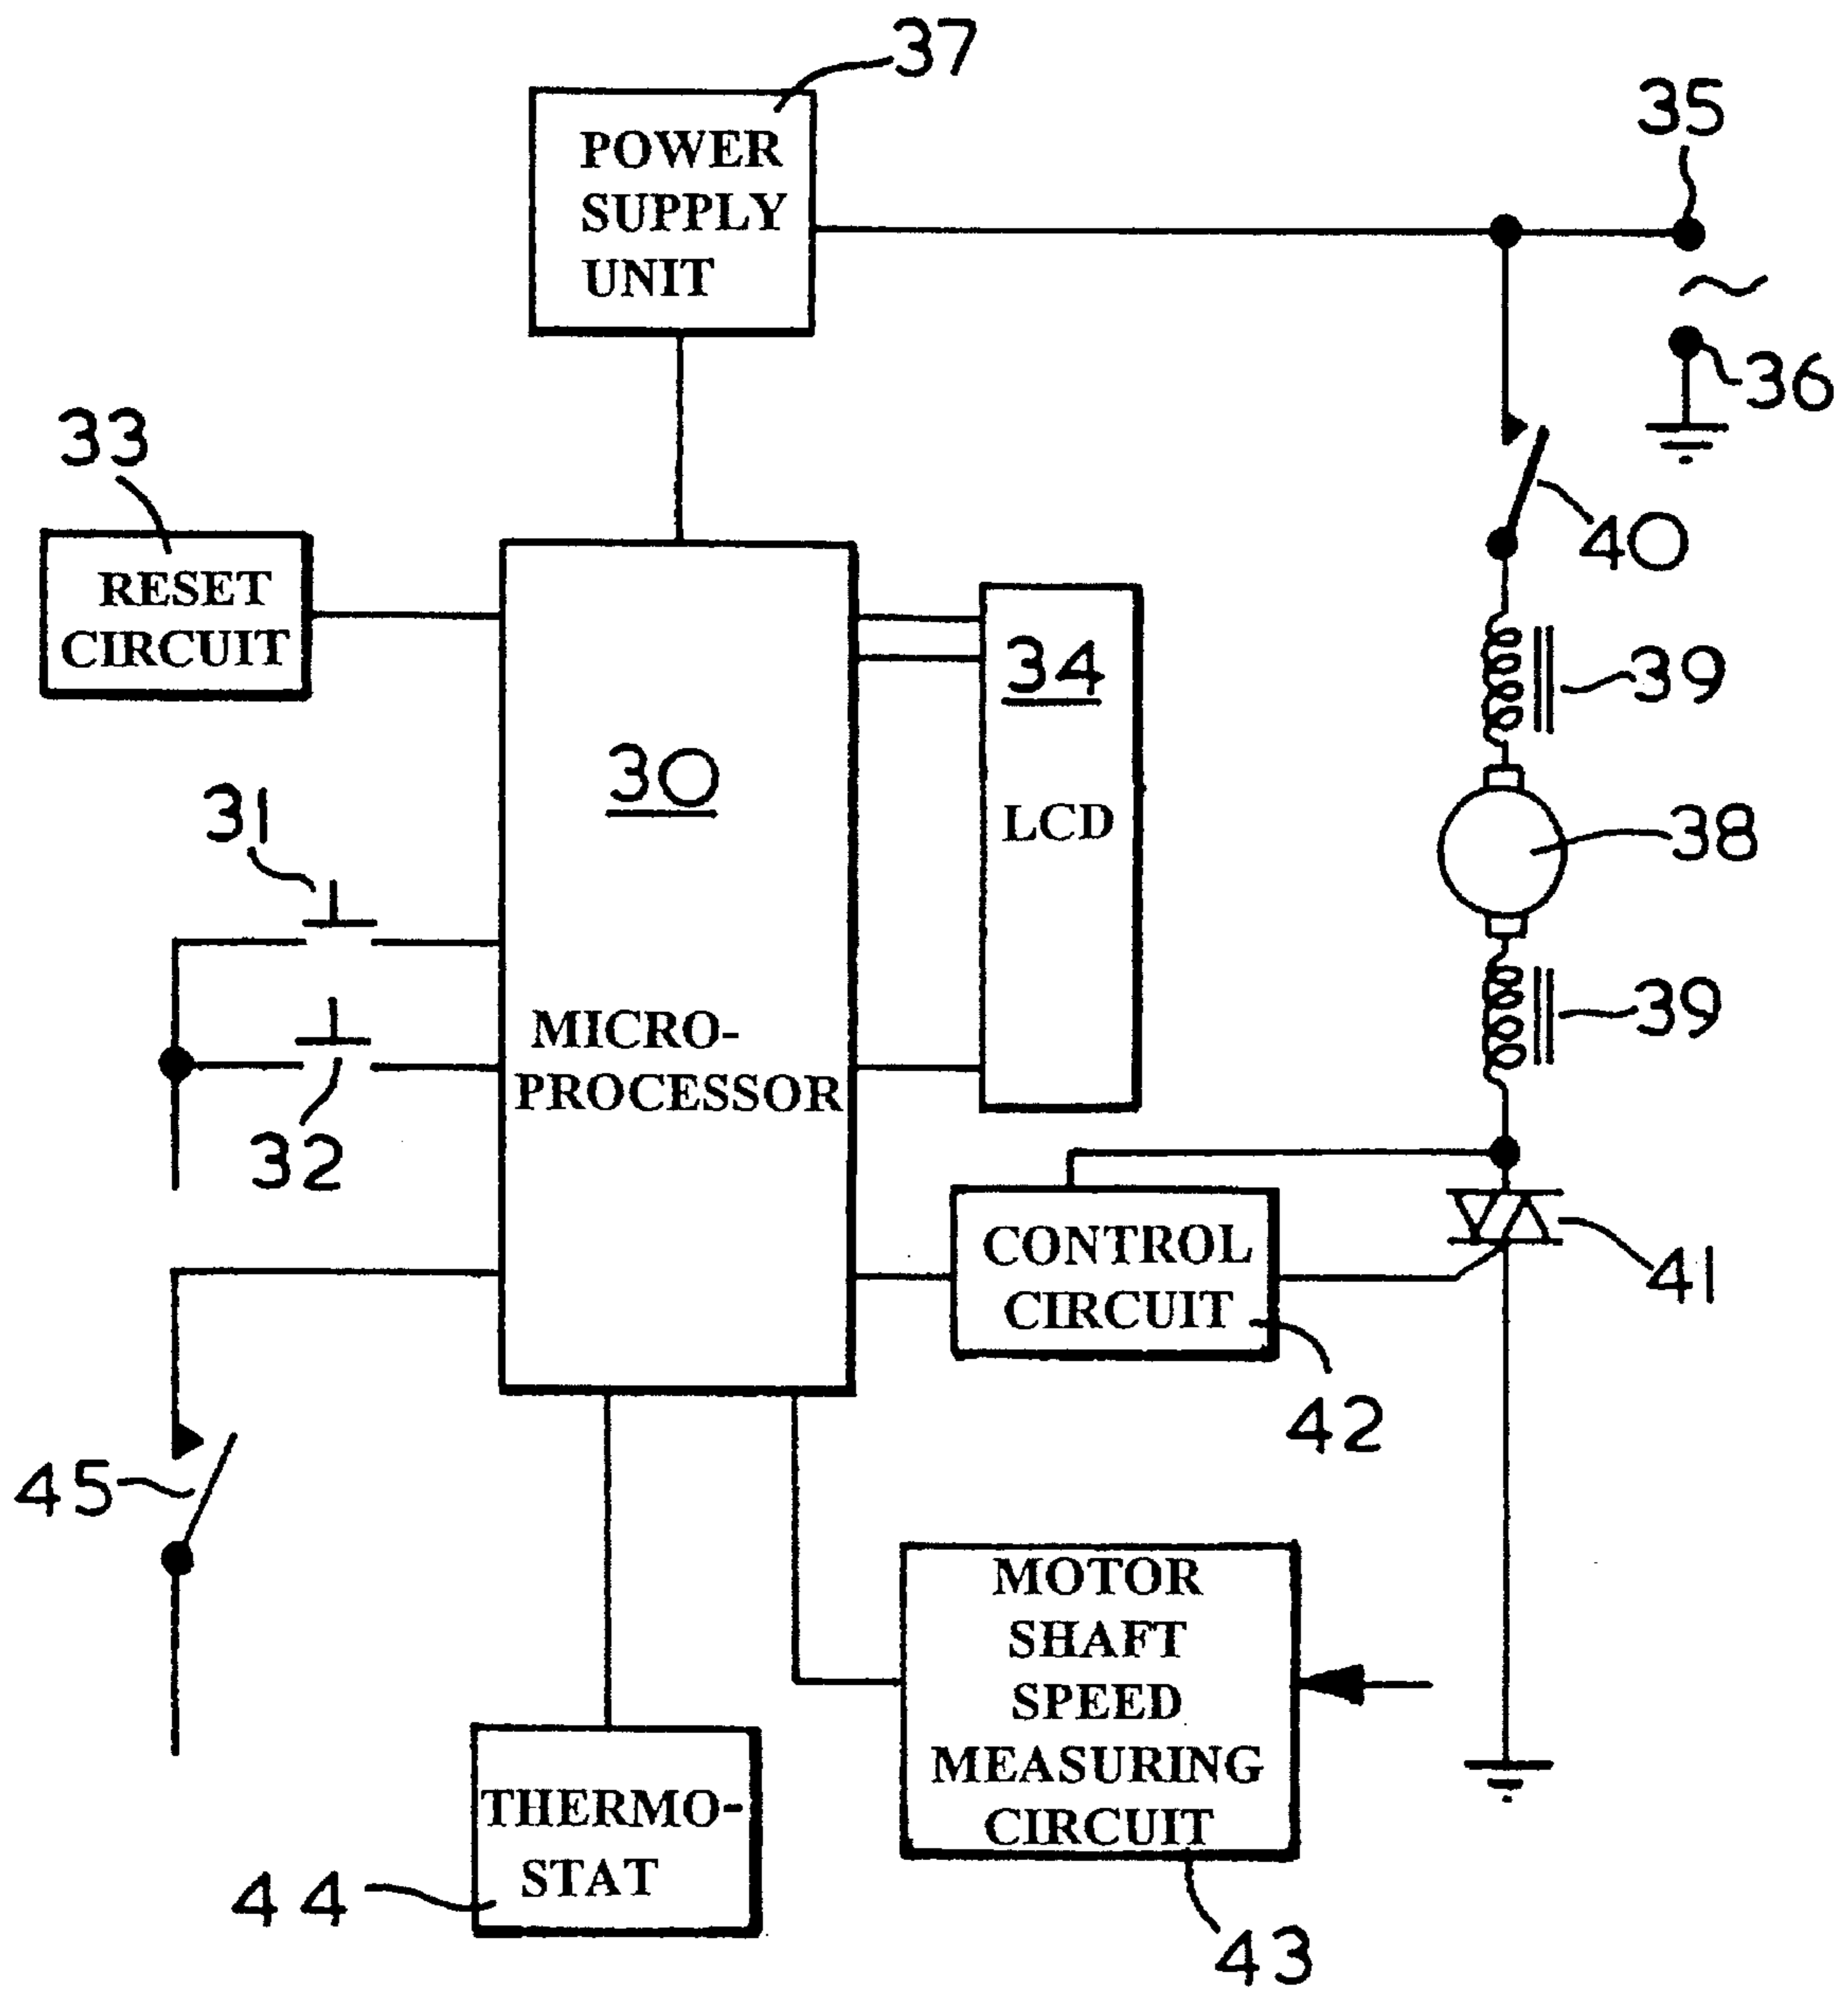 37
POWER
SUPPLY
UNIT
35
36
33
RESET
CIRCUIT
40
34
LCD
39
30
31
38
MICRO-
PROCESSOR
39
32
CONTROL
CIRCUIT
41
42
45
MOTOR
SHAFT
SPEED
MEASURING
CIRCUIT
THERMO-
STAT
44
43